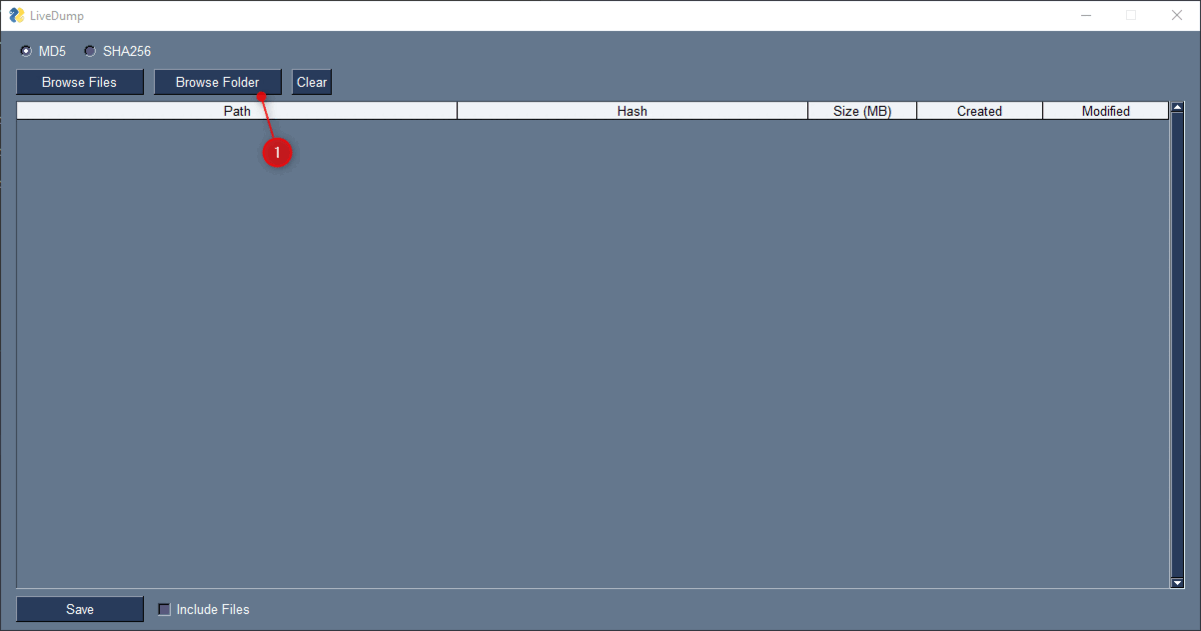 LiveDump
MD5 SHA256
Browse Files Browse Folder Clear
Path Hash Size (MB) Created Modified
1
Save Include Files